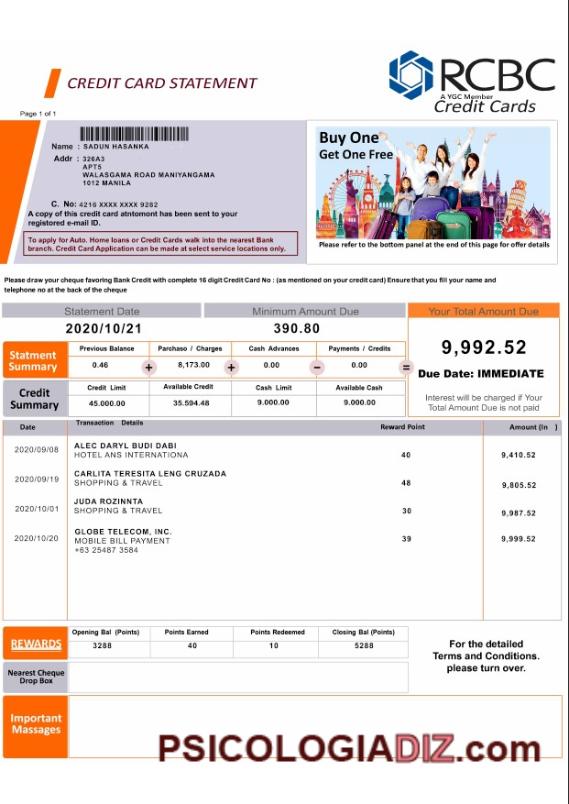 CREDIT CARD STATEMENT
RCBC
A YGC Member
Credit Cards
Page 1 of 1
Name : SADUN HASANKA
Addr : 326A3
APT5
WALASGAMA ROAD MANIYANGAMA
1012 MANILA
C. No: 4216 XXXX XXXX 9282
A copy of this credit card atntomont has been sent to your
registored e-mail ID.
To apply for Auto. Home loans or Credit Cards walk into the nearest Bank
branch. Credit Card Application can be made at select service locations only.
Buy One
Get One Free
Please refer to the bottom panel at the end of this page for offer details
Please draw your cheque favoring Bank Credit with complete 16 digit Credit Card No : (as mentioned on your credit card) Ensure that you fill your name and
telephone no at the back of the cheque
Statement Date Minimum Amount Due Your Total Amount Due
2020/10/21 390.80
9,992.52
Due Date: IMMEDIATE
Interest will be charged if Your
Total Amount Due is not paid
Statment
Summary
Previous Balance Parchaso / Charges Cash Advances Payments / Credits
0.46 + 8,173.00 + 0.00 − 0.00 =
Credit
Summary
Credit Limit Available Credit Cash Limit Available Cash
45.000.00 35.594.48 9.000.00 9.000.00
Date Transaction Details Reward Point Amount (In )
2020/09/08 ALEC DARYL BUDI DABI
HOTEL ANS INTERNATIONA 40 9,410.52
2020/09/19 CARLITA TERESITA LENG CRUZADA
SHOPPING & TRAVEL 48 9,805.52
2020/10/01 JUDA ROZINNTA
SHOPPING & TRAVEL 30 9,987.52
2020/10/20 GLOBE TELECOM, INC.
MOBILE BILL PAYMENT 39 9,999.52
+63 25487 3584
REWARDS
Opening Bal (Points) Points Earned Points Redeemed Closing Bal (Points)
3288 40 10 5288
For the detailed
Terms and Conditions.
please turn over.
Nearest Cheque
Drop Box
Important
Massages
PSICOLOGIADIZ.com